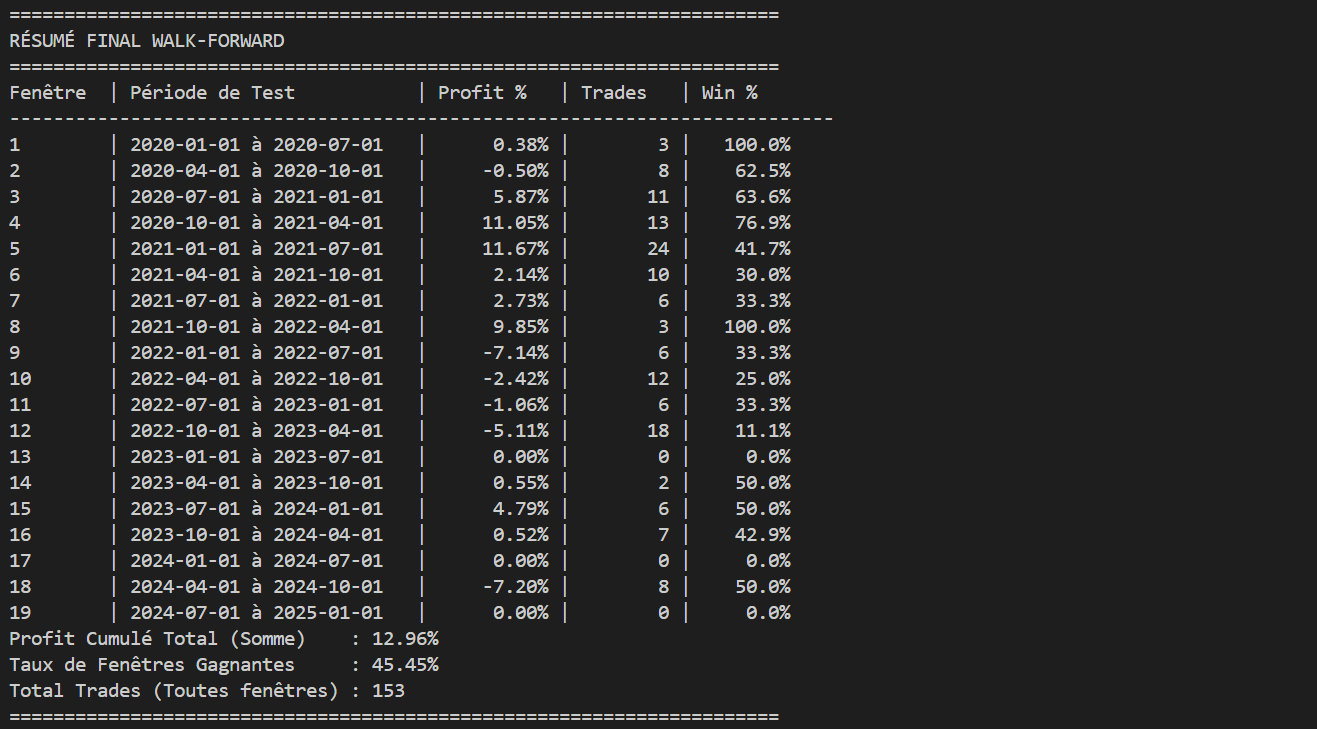 ======================================================================
RÉSUMÉ FINAL WALK-FORWARD
======================================================================
Fenêtre  | Période de Test           | Profit %   | Trades   | Win %
---------------------------------------------------------------------------
1        | 2020-01-01 à 2020-07-01   |      0.38% |        3 |   100.0%
2        | 2020-04-01 à 2020-10-01   |     -0.50% |        8 |    62.5%
3        | 2020-07-01 à 2021-01-01   |      5.87% |       11 |    63.6%
4        | 2020-10-01 à 2021-04-01   |     11.05% |       13 |    76.9%
5        | 2021-01-01 à 2021-07-01   |     11.67% |       24 |    41.7%
6        | 2021-04-01 à 2021-10-01   |      2.14% |       10 |    30.0%
7        | 2021-07-01 à 2022-01-01   |      2.73% |        6 |    33.3%
8        | 2021-10-01 à 2022-04-01   |      9.85% |        3 |   100.0%
9        | 2022-01-01 à 2022-07-01   |     -7.14% |        6 |    33.3%
10       | 2022-04-01 à 2022-10-01   |     -2.42% |       12 |    25.0%
11       | 2022-07-01 à 2023-01-01   |     -1.06% |        6 |    33.3%
12       | 2022-10-01 à 2023-04-01   |     -5.11% |       18 |    11.1%
13       | 2023-01-01 à 2023-07-01   |      0.00% |        0 |     0.0%
14       | 2023-04-01 à 2023-10-01   |      0.55% |        2 |    50.0%
15       | 2023-07-01 à 2024-01-01   |      4.79% |        6 |    50.0%
16       | 2023-10-01 à 2024-04-01   |      0.52% |        7 |    42.9%
17       | 2024-01-01 à 2024-07-01   |      0.00% |        0 |     0.0%
18       | 2024-04-01 à 2024-10-01   |     -7.20% |        8 |    50.0%
19       | 2024-07-01 à 2025-01-01   |      0.00% |        0 |     0.0%
Profit Cumulé Total (Somme)    : 12.96%
Taux de Fenêtres Gagnantes     : 45.45%
Total Trades (Toutes fenêtres) : 153
======================================================================